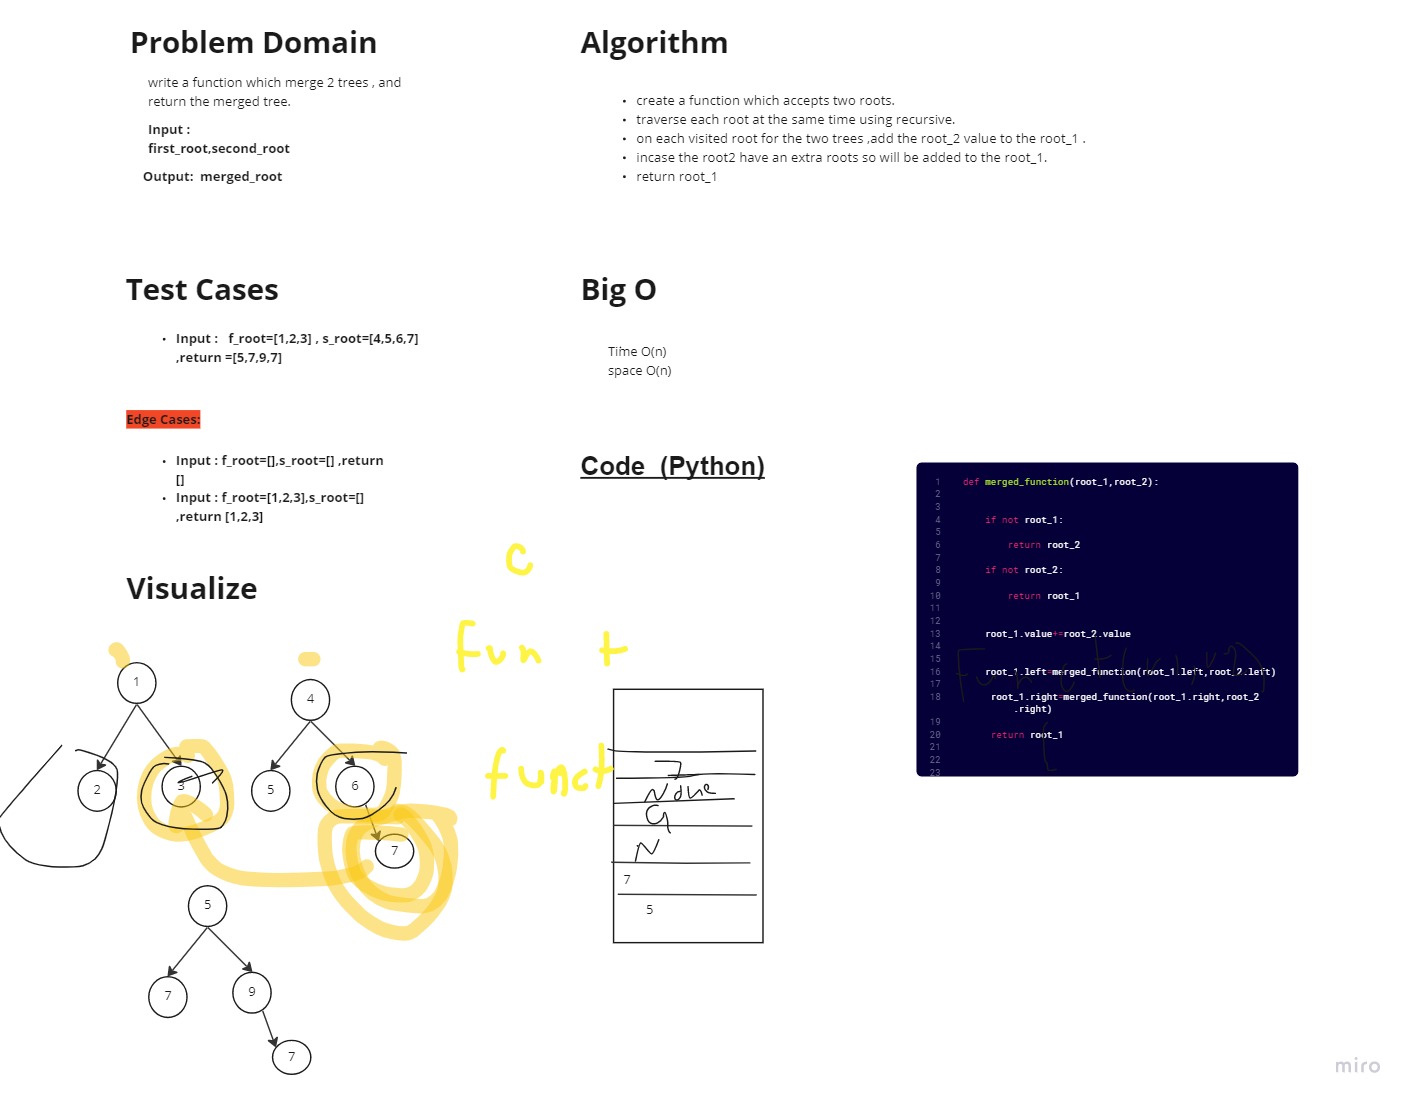 Problem Domain
write a function which merge 2 trees , and
return the merged tree.
Input :
first_root,second_root
Output:  merged_root
Algorithm
• create a function which accepts two roots.
• traverse each root at the same time using recursive.
• on each visited root for the two trees ,add the root_2 value to the root_1 .
• incase the root2 have an extra roots so will be added to the root_1.
• return root_1
Test Cases
• Input :   f_root=[1,2,3] , s_root=[4,5,6,7]
,return =[5,7,9,7]
Edge Cases:
• Input : f_root=[],s_root=[] ,return
[]
• Input : f_root=[1,2,3],s_root=[]
,return [1,2,3]
Big O
Time O(n)
space O(n)
Code  (Python)
1 def merged_function(root_1,root_2):
2
3
4 if not root_1:
5
6 return root_2
7
8 if not root_2:
9
10 return root_1
11
12
13 root_1.value+=root_2.value
14
15
16 root_1.left=merged_function(root_1.left,root_2.left)
17
18 root_1.right=merged_function(root_1.right,root_2
.right)
19
20 return root_1
21
22
23
Visualize
1
2
3
4
5
6
7
5
7
9
7
c
Fun t
funct
7
None
9
N
7
5
miro